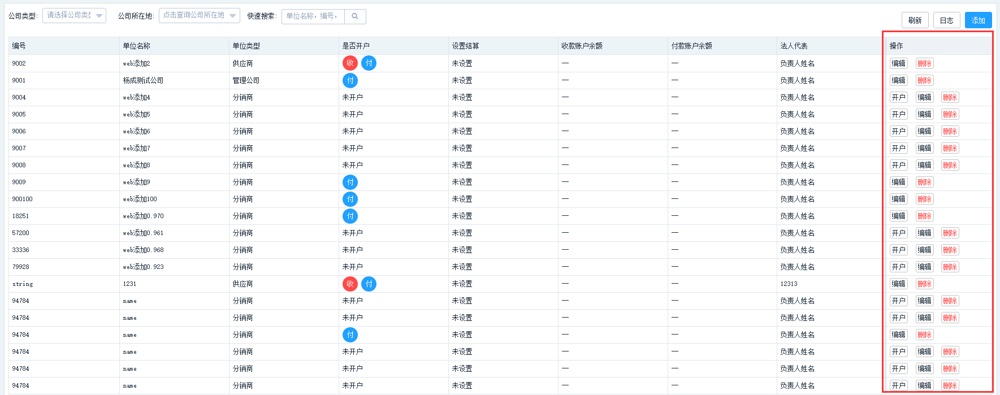 公司类型: 请选择公司类型 公司所在地: 点击查询公司所在地 快速搜索: 单位名称，编号， 刷新 日志 添加
编号 单位名称 单位类型 是否开户 设置结算 收款账户余额 付款账户余额 法人代表 操作
9002 web添加2 供应商 收 付 未设置 — — 负责人姓名 编辑 删除
9001 杨成测试公司 管理公司 付 未设置 — — 负责人姓名 编辑 删除
9004 web添加4 分销商 未开户 未设置 — — 负责人姓名 开户 编辑 删除
9005 web添加5 分销商 未开户 未设置 — — 负责人姓名 开户 编辑 删除
9006 web添加6 分销商 未开户 未设置 — — 负责人姓名 开户 编辑 删除
9007 web添加7 分销商 未开户 未设置 — — 负责人姓名 开户 编辑 删除
9008 web添加8 分销商 未开户 未设置 — — 负责人姓名 开户 编辑 删除
9009 web添加9 分销商 付 未设置 — — 负责人姓名 编辑 删除
900100 web添加100 分销商 付 未设置 — — 负责人姓名 编辑 删除
18251 web添加0.970 分销商 付 未设置 — — 负责人姓名 编辑 删除
57200 web添加0.961 分销商 未开户 未设置 — — 负责人姓名 开户 编辑 删除
33336 web添加0.968 分销商 未开户 未设置 — — 负责人姓名 开户 编辑 删除
79928 web添加0.923 分销商 未开户 未设置 — — 负责人姓名 开户 编辑 删除
string 1231 供应商 收 付 未设置 — — 12313 编辑 删除
94784 name 分销商 未开户 未设置 — — 负责人姓名 开户 编辑 删除
94784 name 分销商 未开户 未设置 — — 负责人姓名 开户 编辑 删除
94784 name 分销商 付 未设置 — — 负责人姓名 编辑 删除
94784 name 分销商 未开户 未设置 — — 负责人姓名 开户 编辑 删除
94784 name 分销商 未开户 未设置 — — 负责人姓名 开户 编辑 删除
94784 name 分销商 未开户 未设置 — — 负责人姓名 开户 编辑 删除